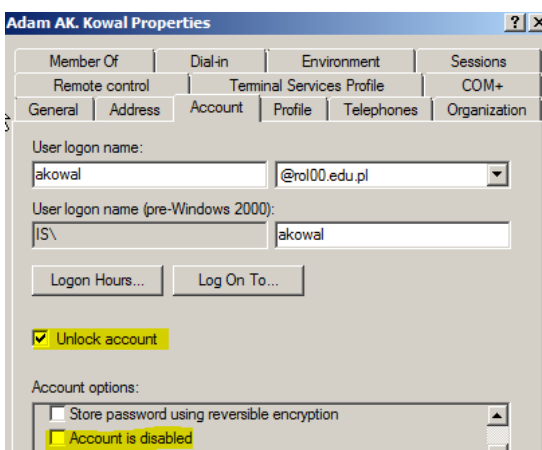 Adam AK. Kowal Properties
Member Of Dial-in Environment Sessions
Remote control Terminal Services Profile COM+
General Address Account Profile Telephones Organization
User logon name:
akowal @rol00.edu.pl
User logon name (pre-Windows 2000):
IS\ akowal
Logon Hours... Log On To...
Unlock account
Account options:
Store password using reversible encryption
Account is disabled